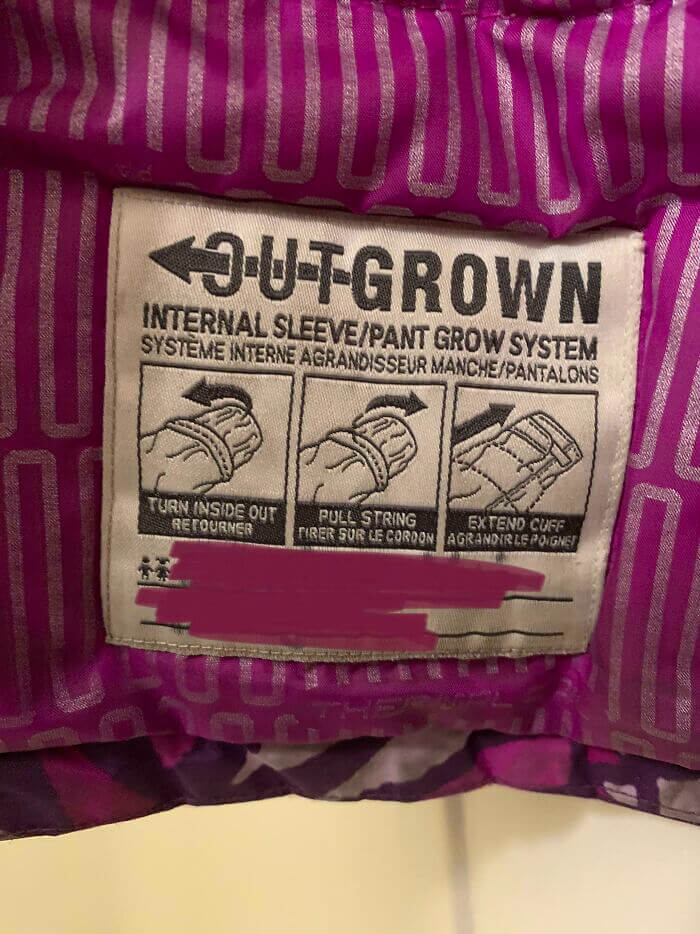 OUTGROWN
INTERNAL SLEEVE/PANT GROW SYSTEM
SYSTÈME INTERNE AGRANDISSEUR MANCHE/PANTALONS
TURN INSIDE OUT
RETOURNER
PULL STRING
TIRER SUR LE CORDON
EXTEND CUFF
AGRANDIR LE POIGNET